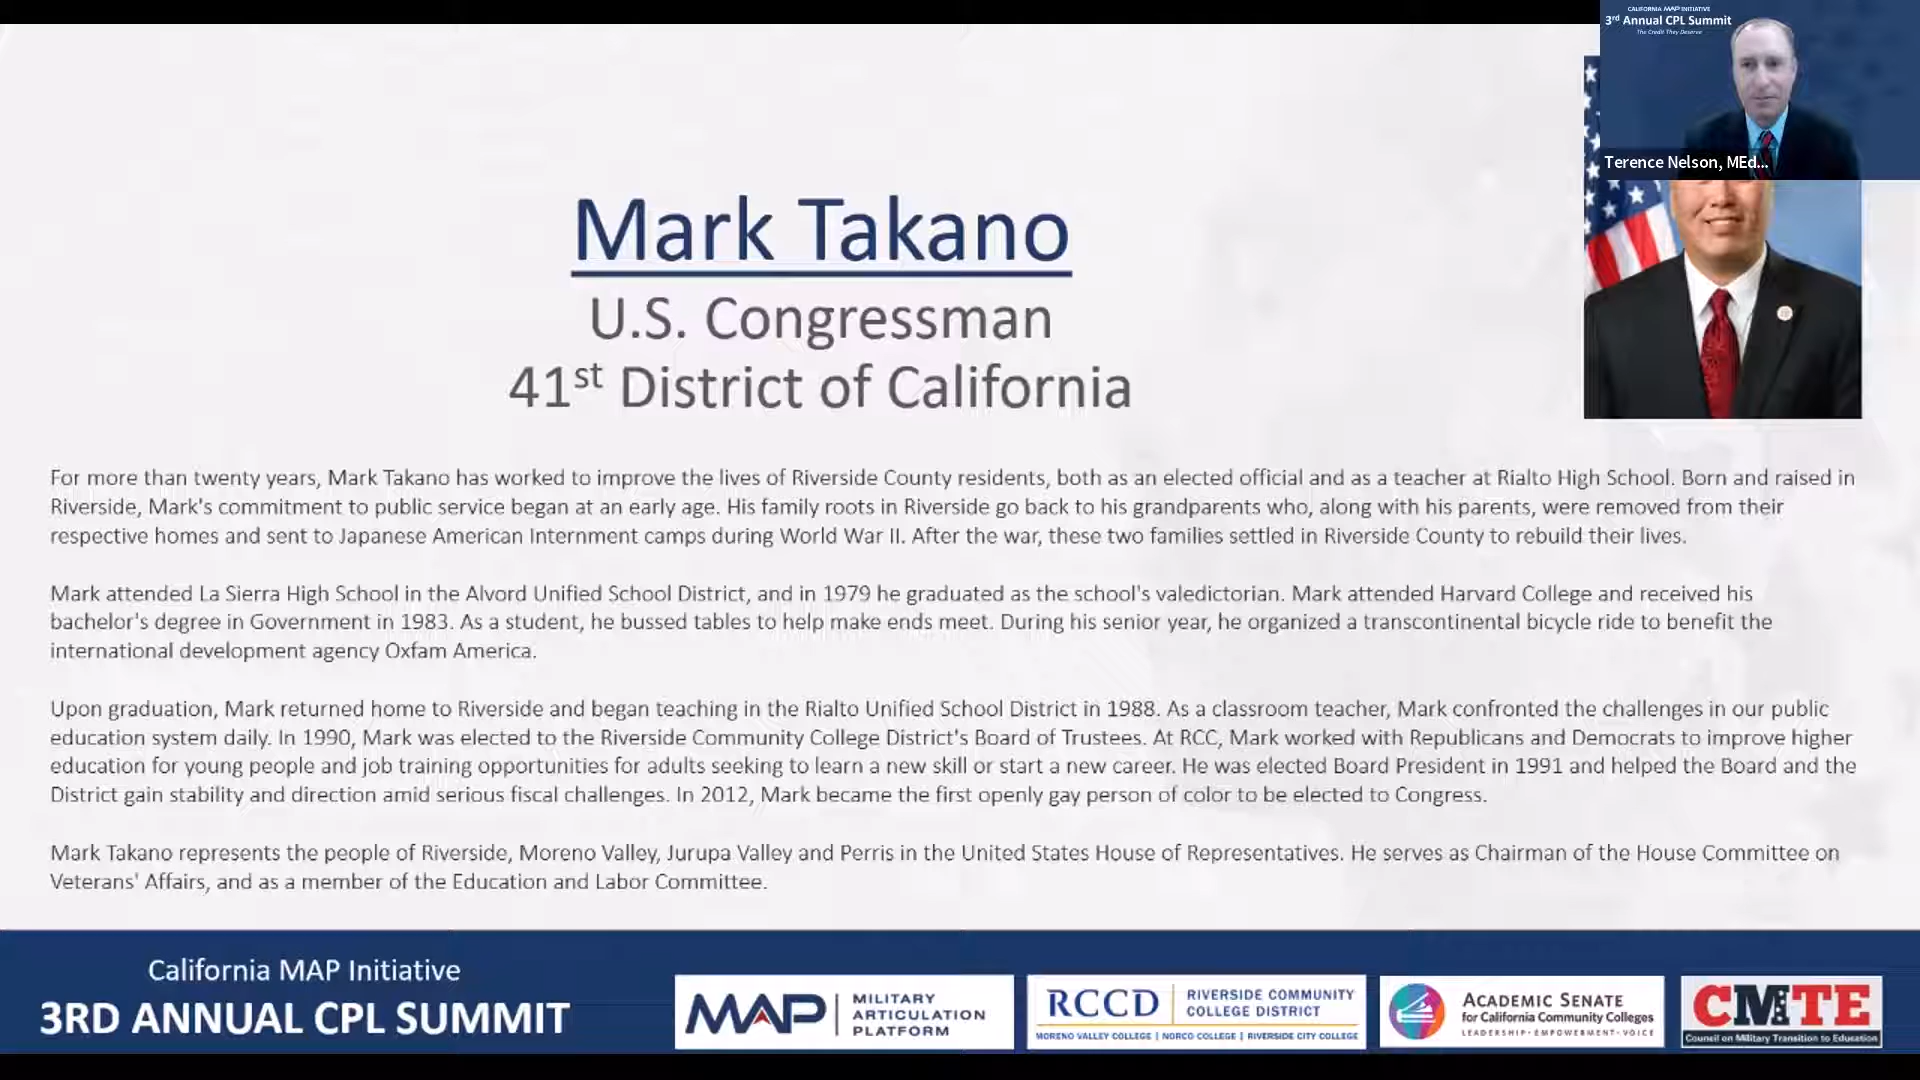 CALIFORNIA MAP INITIATIVE
3rd Annual CPL Summit
The Credit They Deserve
Terence Nelson, MEd...
Mark Takano
U.S. Congressman
41st District of California
For more than twenty years, Mark Takano has worked to improve the lives of Riverside County residents, both as an elected official and as a teacher at Rialto High School. Born and raised in
Riverside, Mark's commitment to public service began at an early age. His family roots in Riverside go back to his grandparents who, along with his parents, were removed from their
respective homes and sent to Japanese American Internment camps during World War II. After the war, these two families settled in Riverside County to rebuild their lives.
Mark attended La Sierra High School in the Alvord Unified School District, and in 1979 he graduated as the school's valedictorian. Mark attended Harvard College and received his
bachelor's degree in Government in 1983. As a student, he bussed tables to help make ends meet. During his senior year, he organized a transcontinental bicycle ride to benefit the
international development agency Oxfam America.
Upon graduation, Mark returned home to Riverside and began teaching in the Rialto Unified School District in 1988. As a classroom teacher, Mark confronted the challenges in our public
education system daily. In 1990, Mark was elected to the Riverside Community College District's Board of Trustees. At RCC, Mark worked with Republicans and Democrats to improve higher
education for young people and job training opportunities for adults seeking to learn a new skill or start a new career. He was elected Board President in 1991 and helped the Board and the
District gain stability and direction amid serious fiscal challenges. In 2012, Mark became the first openly gay person of color to be elected to Congress.
Mark Takano represents the people of Riverside, Moreno Valley, Jurupa Valley and Perris in the United States House of Representatives. He serves as Chairman of the House Committee on
Veterans' Affairs, and as a member of the Education and Labor Committee.
California MAP Initiative
3RD ANNUAL CPL SUMMIT
MAP
MILITARY
ARTICULATION
PLATFORM
RCCD
RIVERSIDE COMMUNITY
COLLEGE DISTRICT
MORENO VALLEY COLLEGE | NORCO COLLEGE | RIVERSIDE CITY COLLEGE
ACADEMIC SENATE
for California Community Colleges
LEADERSHIP · EMPOWERMENT · VOICE
CMTE
Council on Military Transition to Education